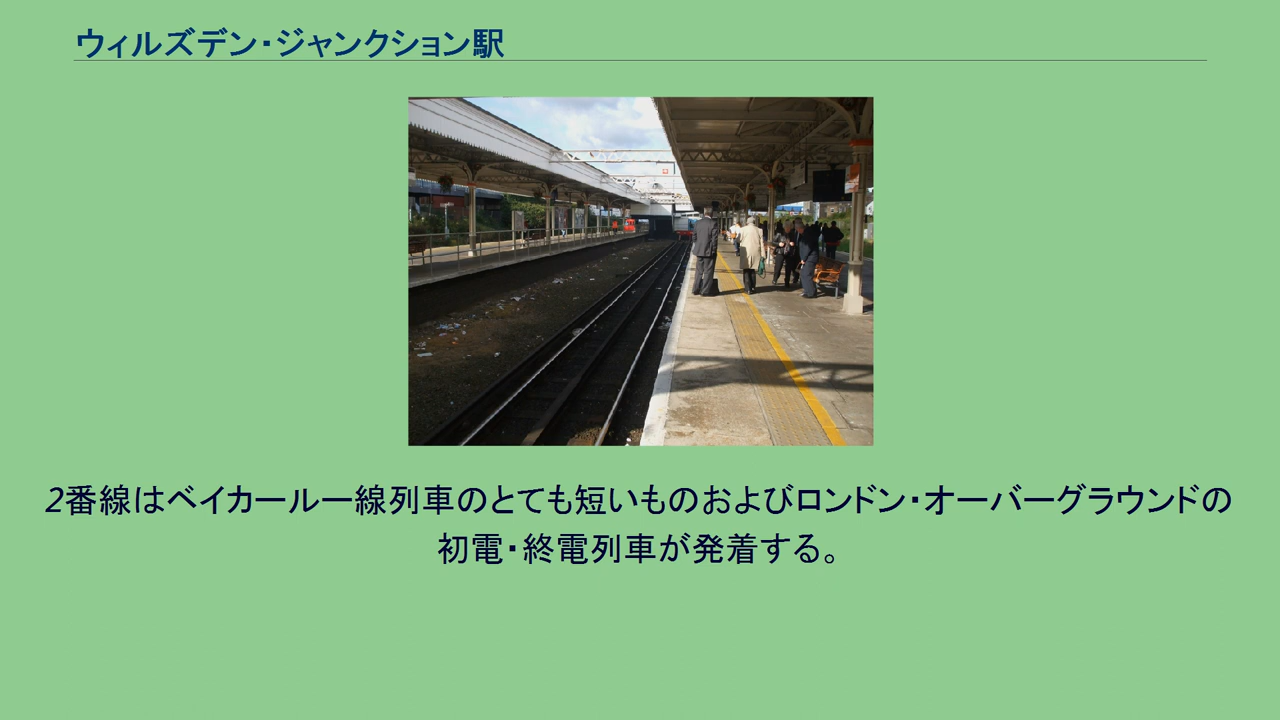 ウィルズデン・ジャンクション駅
2番線はベイカールー線列車のとても短いものおよびロンドン・オーバーグラウンドの
初電・終電列車が発着する。